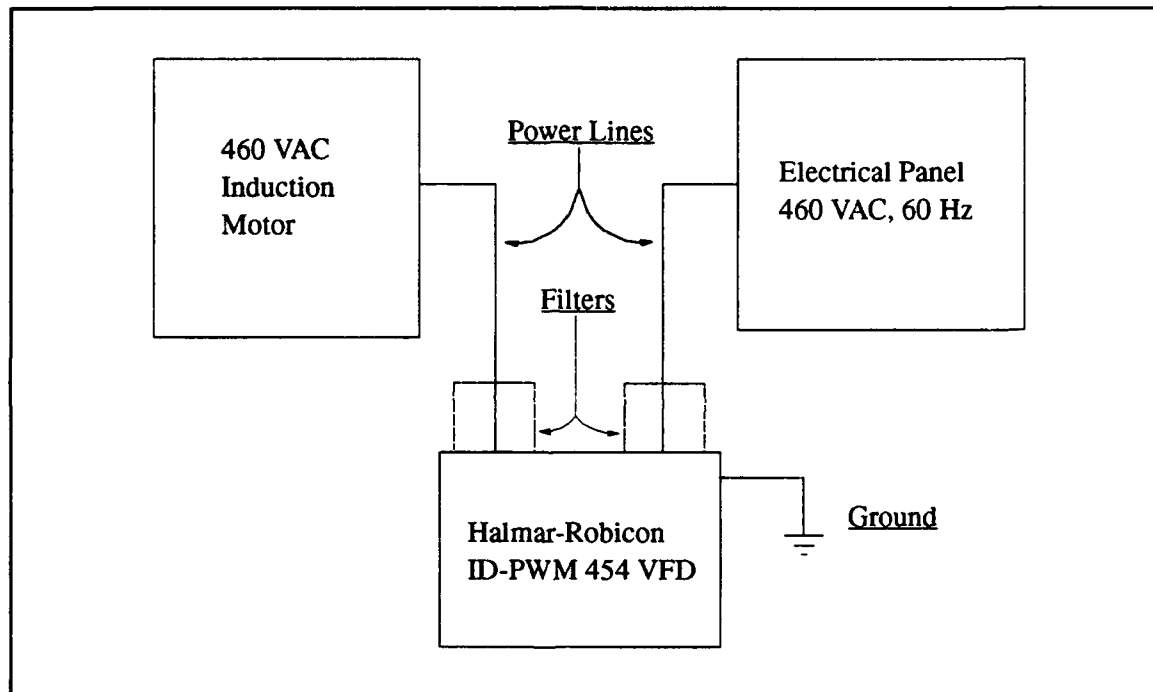 460 VAC
Induction
Motor
Power Lines
Electrical Panel
460 VAC, 60 Hz
Filters
Halmar-Robicon
ID-PWM 454 VFD
Ground